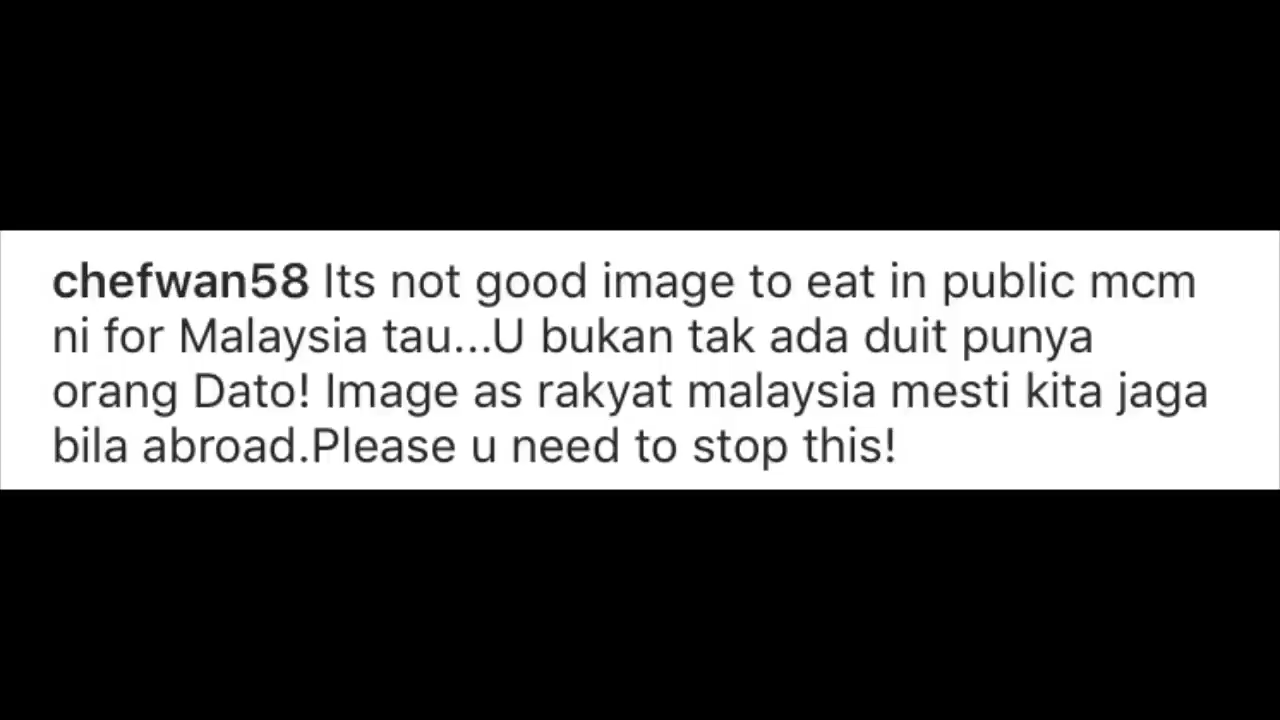 chefwan58 Its not good image to eat in public mcm
ni for Malaysia tau...U bukan tak ada duit punya
orang Dato! Image as rakyat malaysia mesti kita jaga
bila abroad.Please u need to stop this!